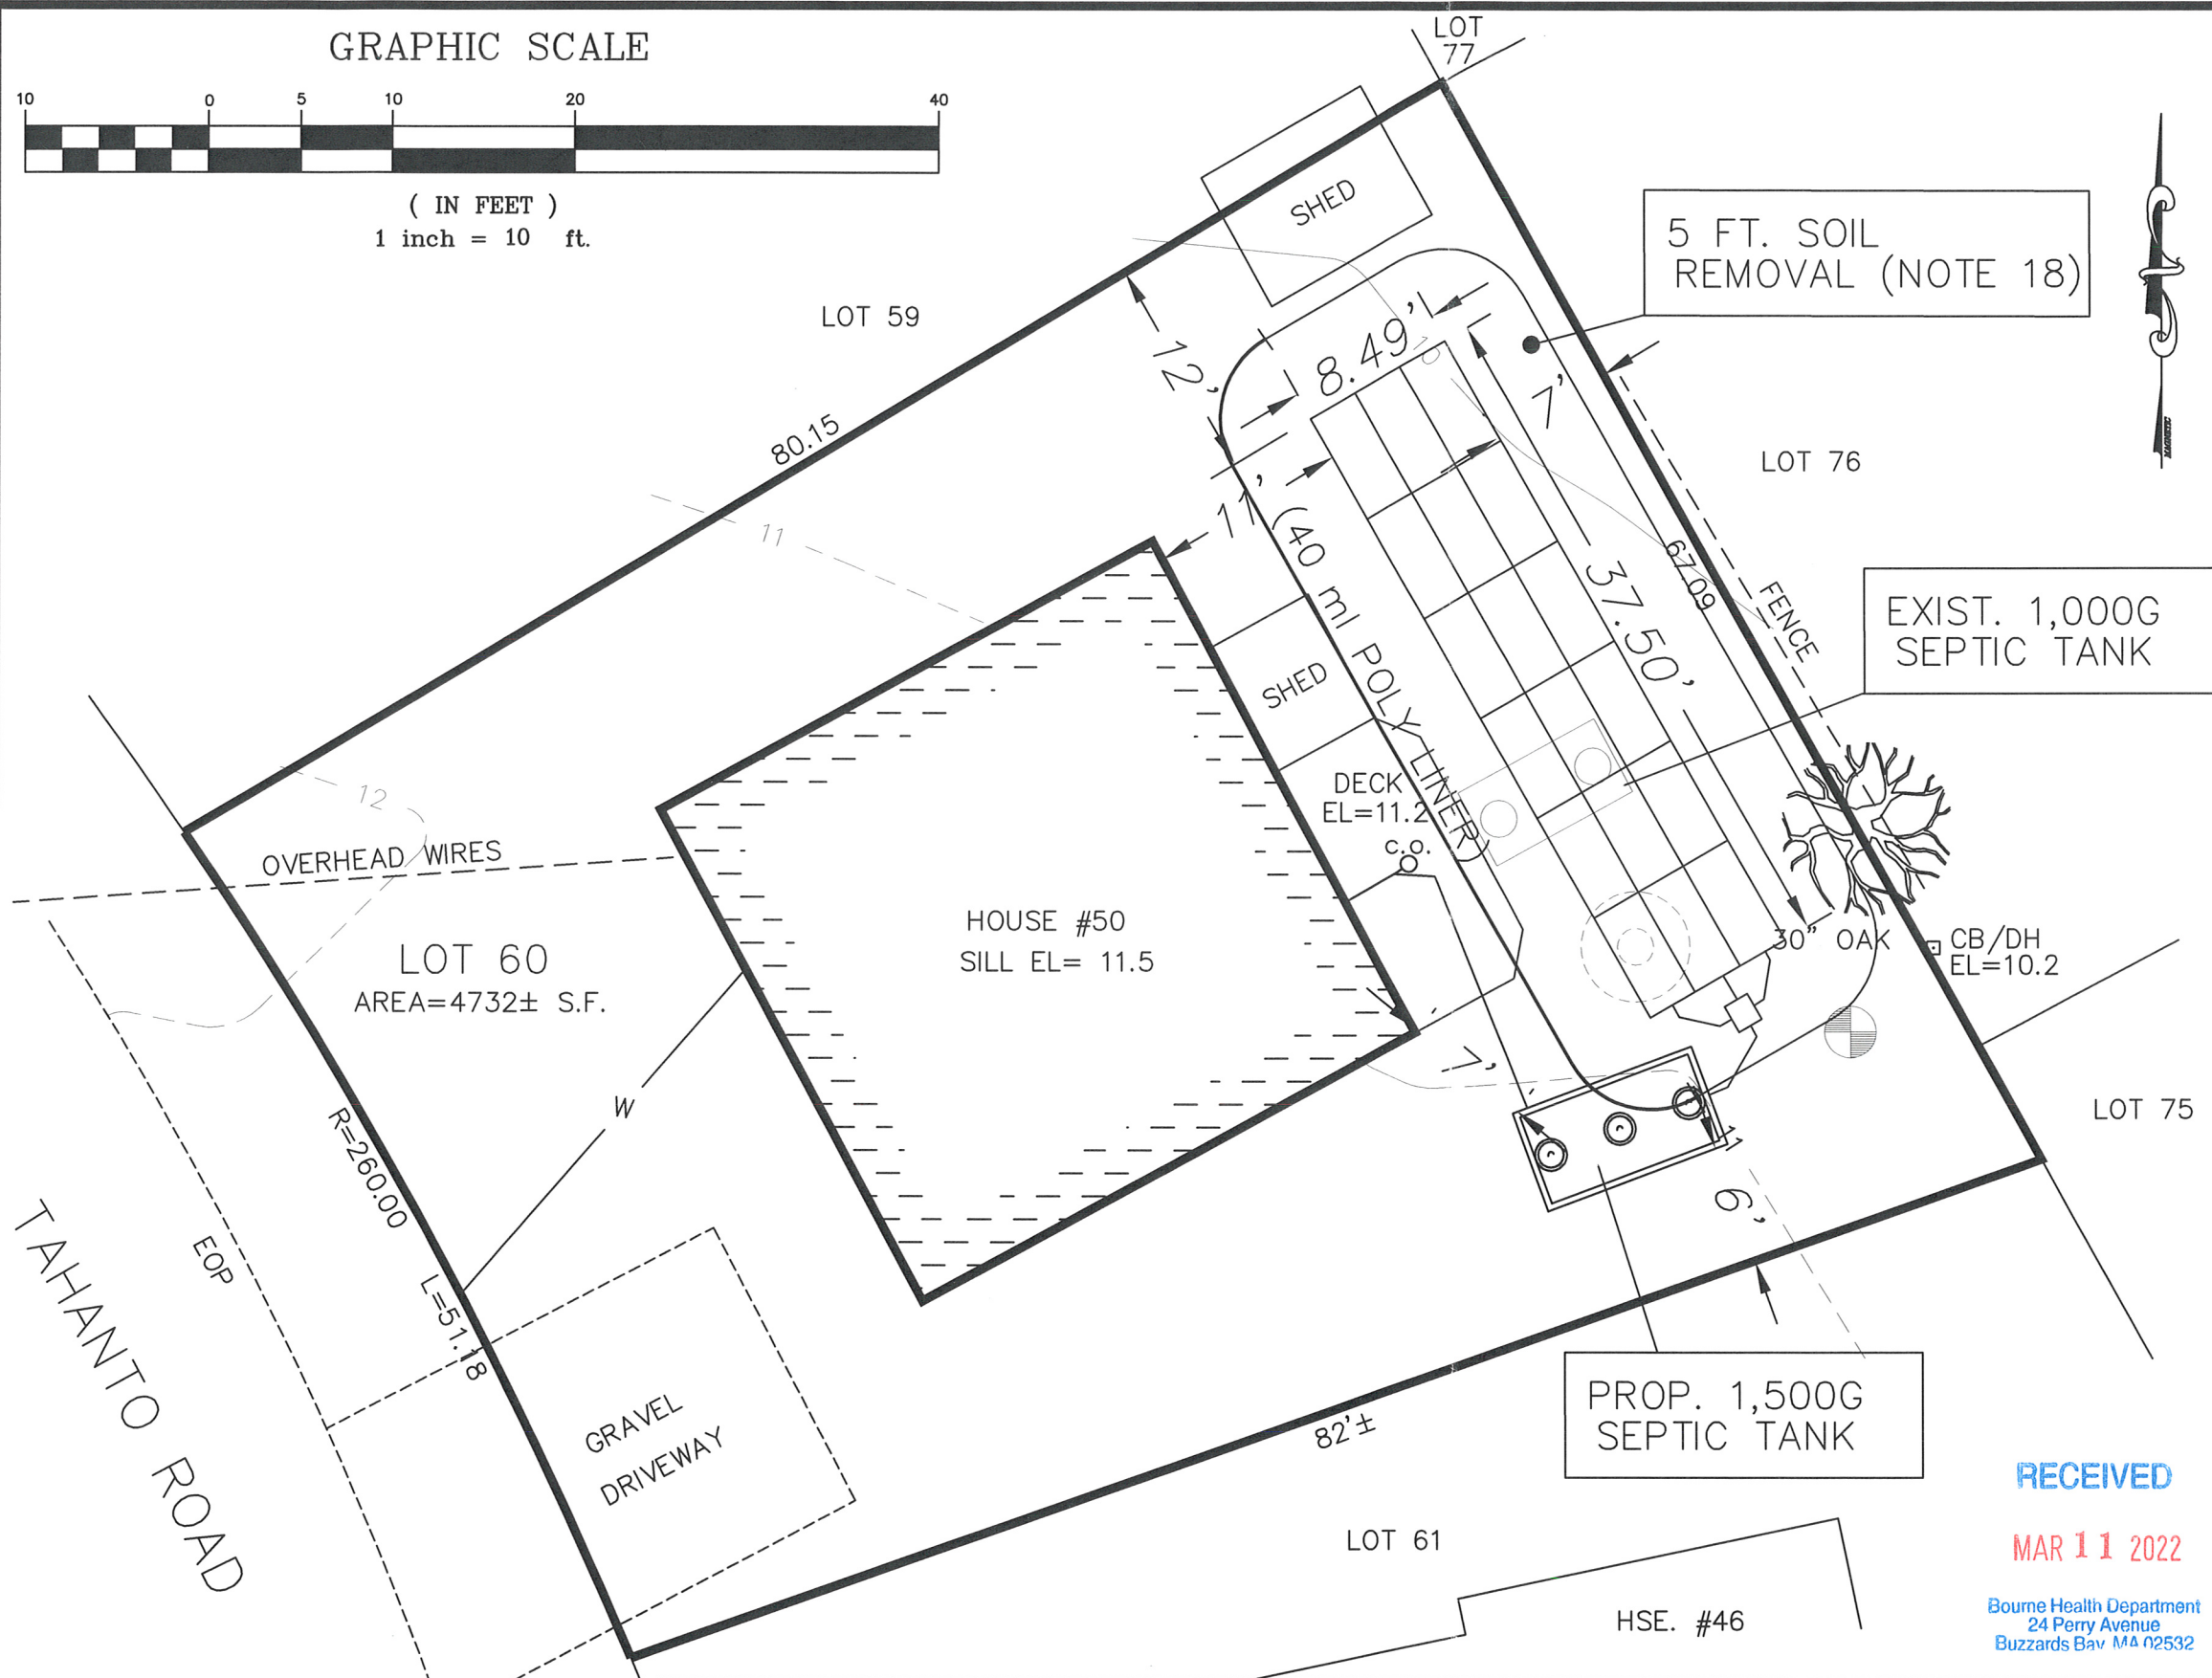 GRAPHIC SCALE
10 0 5 10 20 40
( IN FEET )
1 inch = 10 ft.
LOT
77
SHED
5 FT. SOIL
REMOVAL (NOTE 18)
LOT 59
12'
8.49'
10
7'
LOT 76
80.15
11
11'
(40 ml POLY LINER)
37.50'
67.09
FENCE
EXIST. 1,000G
SEPTIC TANK
SHED
DECK
EL=11.2
C.O.
12
OVERHEAD WIRES
LOT 60
AREA=4732± S.F.
HOUSE #50
SILL EL= 11.5
30" OAK
CB/DH
EL=10.2
7'
W
LOT 75
R=260.00
L=51.18
EOP
TAHANTO ROAD
11
6'
GRAVEL
DRIVEWAY
82'±
PROP. 1,500G
SEPTIC TANK
LOT 61
HSE. #46
RECEIVED
MAR 11 2022
Bourne Health Department
24 Perry Avenue
Buzzards Bay, MA 02532